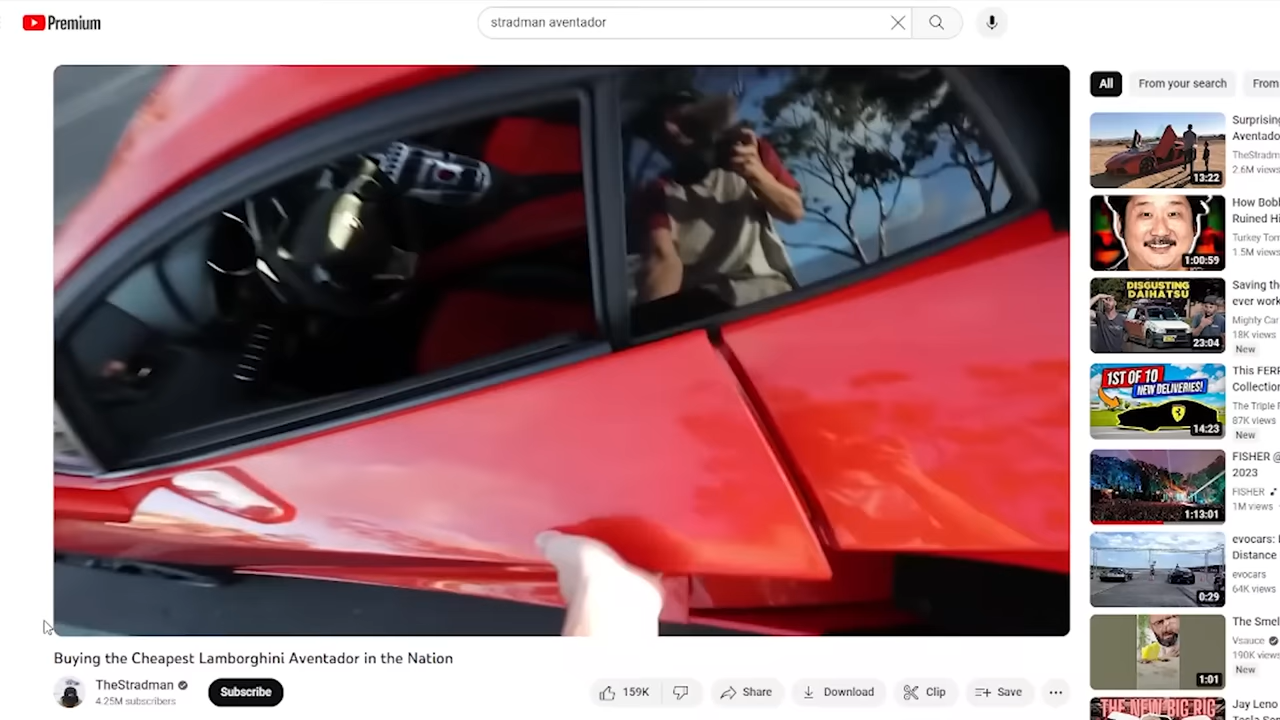 Premium
stradman aventador
All
From your search
From
13:22
Surprising
Aventado
TheStradm
2.6M views
1:00:59
How Bobb
Ruined Hi
Turkey Tom
1.5M views
DISGUSTING
DAIHATSU
23:04
Saving th
ever work
Mighty Car
18K views
New
1ST OF 10
NEW DELIVERIES!
14:23
This FERR
Collection
The Triple F
87K views
New
1:13:01
FISHER @
2023
FISHER
1M views
0:29
evocars:
Distance
evocars
64K views
1:01
The Smel
Vsauce
190K views
New
THE NEW BIG RIG
Jay Leno
Tesla
Buying the Cheapest Lamborghini Aventador in the Nation
TheStradman
4.25M subscribers
Subscribe
159K
Share
Download
Clip
Save